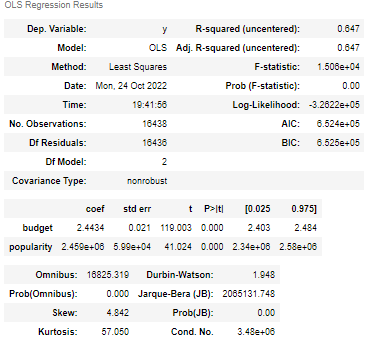 OLS Regression Results
Dep. Variable: y R-squared (uncentered): 0.647
Model: OLS Adj. R-squared (uncentered): 0.647
Method: Least Squares F-statistic: 1.506e+04
Date: Mon, 24 Oct 2022 Prob (F-statistic): 0.00
Time: 19:41:56 Log-Likelihood: -3.2622e+05
No. Observations: 16438 AIC: 6.524e+05
Df Residuals: 16436 BIC: 6.525e+05
Df Model: 2
Covariance Type: nonrobust
coef std err t P>|t| [0.025 0.975]
budget 2.4434 0.021 119.003 0.000 2.403 2.484
popularity 2.459e+06 5.99e+04 41.024 0.000 2.34e+06 2.58e+06
Omnibus: 16825.319 Durbin-Watson: 1.948
Prob(Omnibus): 0.000 Jarque-Bera (JB): 2065131.748
Skew: 4.842 Prob(JB): 0.00
Kurtosis: 57.050 Cond. No. 3.48e+06